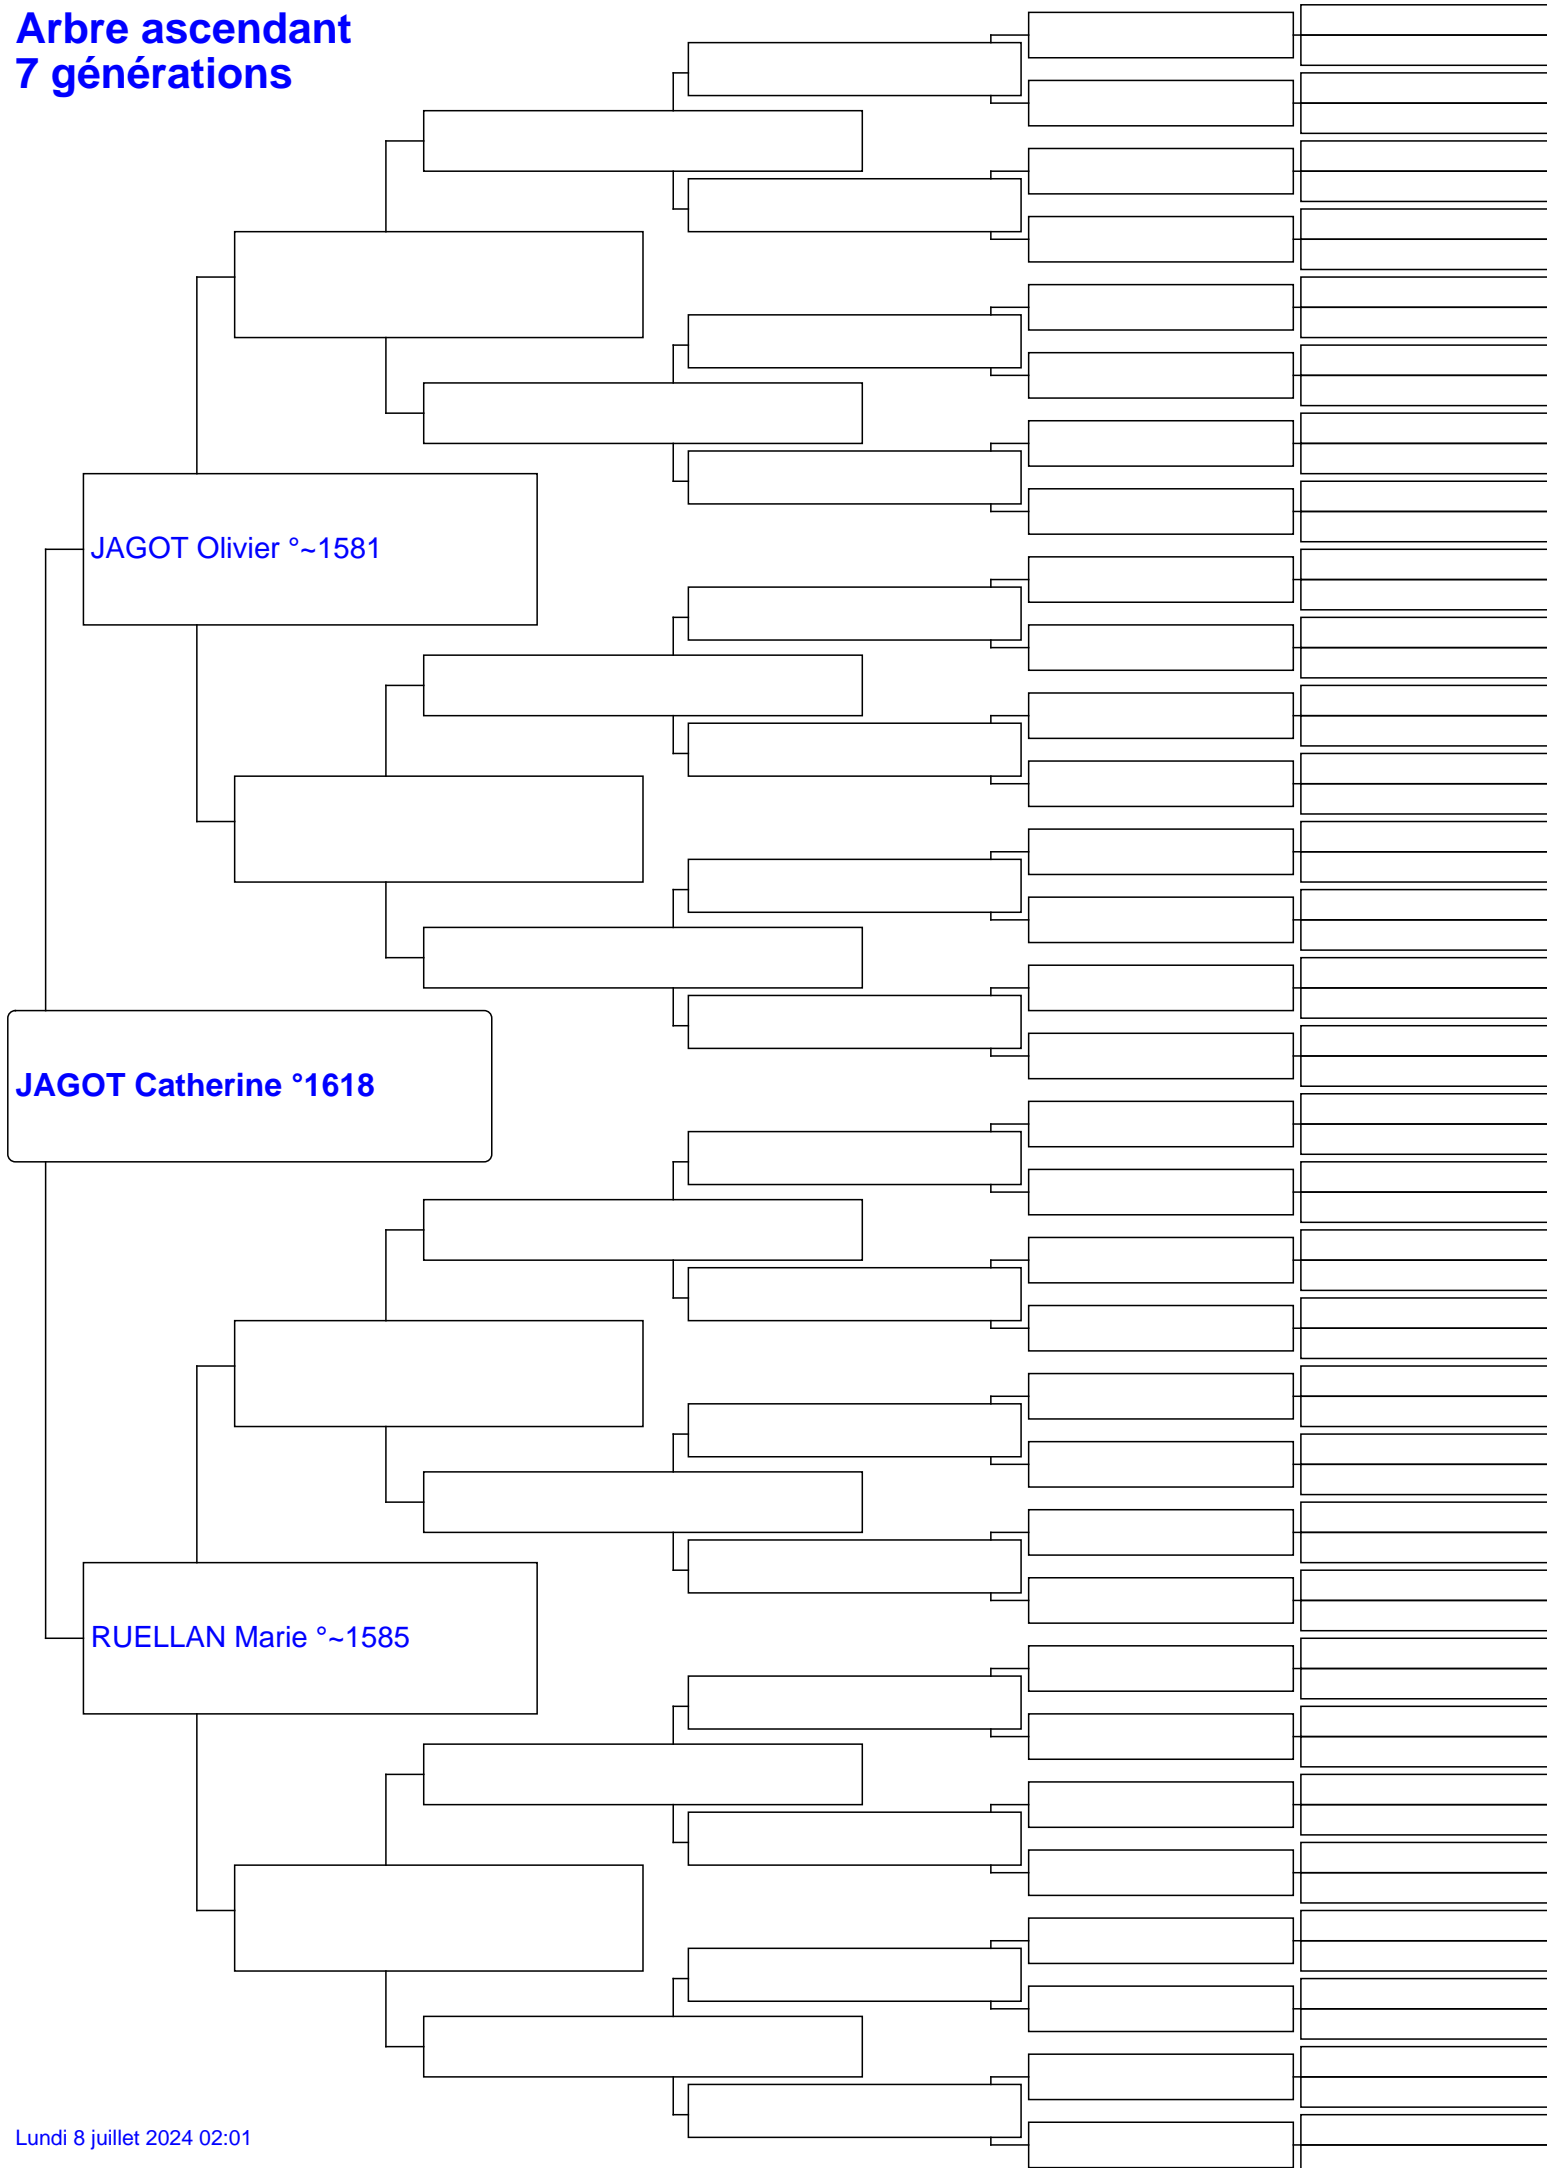 Arbre ascendant
7 générations
JAGOT Olivier °~1581
JAGOT Catherine °1618
RUELLAN Marie °~1585
Lundi 8 juillet 2024 02:01